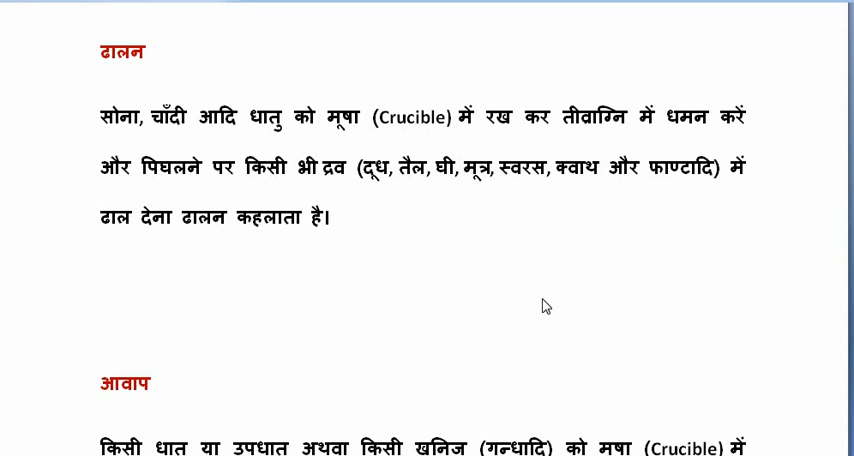 ढालन
सोना, चाँदी आदि धातु को मूषा (Crucible) में रख कर तीव्राग्नि में धमन करें
और पिघलने पर किसी भी द्रव (दूध, तैल, घी, मूत्र, स्वरस, क्वाथ और फाण्टादि) में
ढाल देना ढालन कहलाता है।
आवाप
किसी धातु या उपधातु अथवा किसी खनिज (गन्धादि) को मूषा (Crucible) में